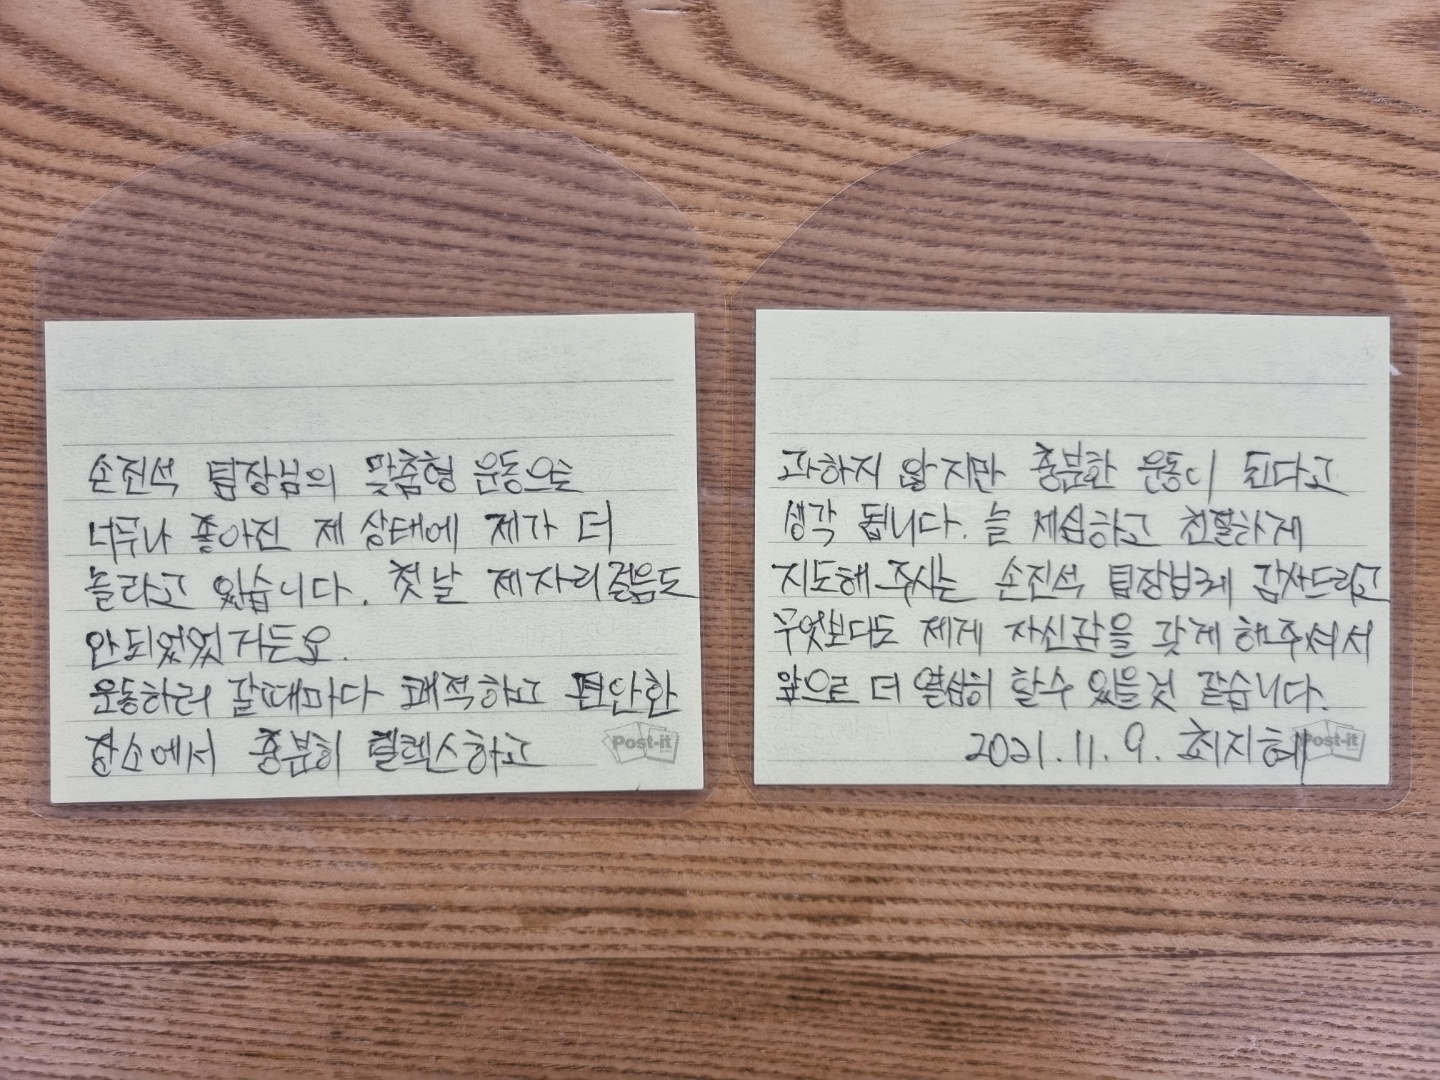 손진석 팀장님의 맞춤형 운동으로
너무나 좋아진 제 상태에 제가 더
놀라고 있습니다. 첫날 제자리걸음도
안되었었거든요.
운동하러 갈때마다 쾌적하고 편안한
장소에서 충분히 릴렉스하고
Post-it
과하지 않지만 충분한 운동이 된다고
생각 됩니다. 늘 세심하고 친절하게
지도해 주시는 손진석 팀장님께 감사드리고
무엇보다도 제게 자신감을 갖게 해주셔서
앞으로 더 열심히 할수 있을것 같습니다.
2021. 11. 9. 최지혜
Post-it